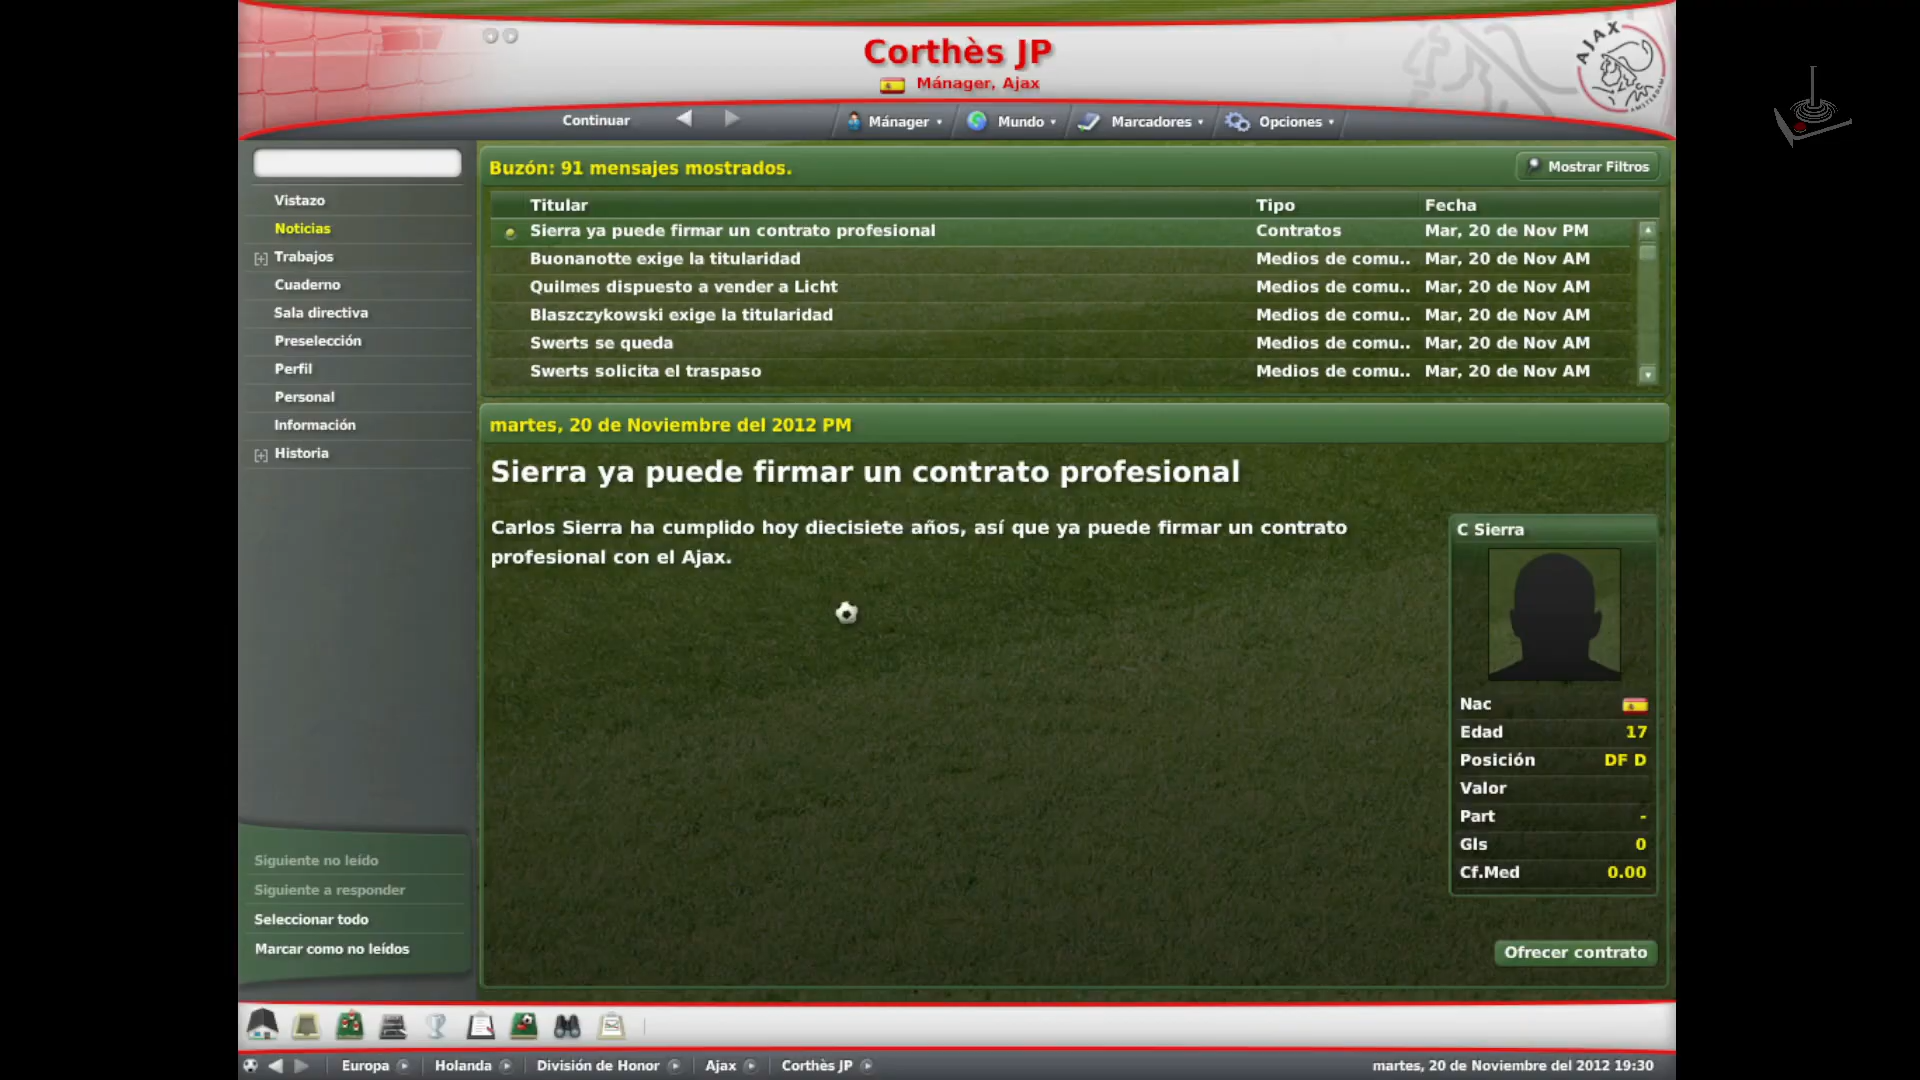 Corthès JP
Mánager, Ajax
AJAX
AMSTERDAM
Continuar
Mánager
Mundo
Marcadores
Opciones
Vistazo
Noticias
[+] Trabajos
Cuaderno
Sala directiva
Preselección
Perfil
Personal
Información
[+] Historia
Siguiente no leído
Siguiente a responder
Seleccionar todo
Marcar como no leídos
Buzón: 91 mensajes mostrados.
Mostrar Filtros
Titular Tipo Fecha
Sierra ya puede firmar un contrato profesional Contratos Mar, 20 de Nov PM
Buonanotte exige la titularidad Medios de comu.. Mar, 20 de Nov AM
Quilmes dispuesto a vender a Licht Medios de comu.. Mar, 20 de Nov AM
Blaszczykowski exige la titularidad Medios de comu.. Mar, 20 de Nov AM
Swerts se queda Medios de comu.. Mar, 20 de Nov AM
Swerts solicita el traspaso Medios de comu.. Mar, 20 de Nov AM
martes, 20 de Noviembre del 2012 PM
Sierra ya puede firmar un contrato profesional
Carlos Sierra ha cumplido hoy diecisiete años, así que ya puede firmar un contrato
profesional con el Ajax.
C Sierra
Nac
Edad 17
Posición DF D
Valor
Part -
Gls 0
Cf.Med 0.00
Ofrecer contrato
Europa
Holanda
División de Honor
Ajax
Corthès JP
martes, 20 de Noviembre del 2012 19:30